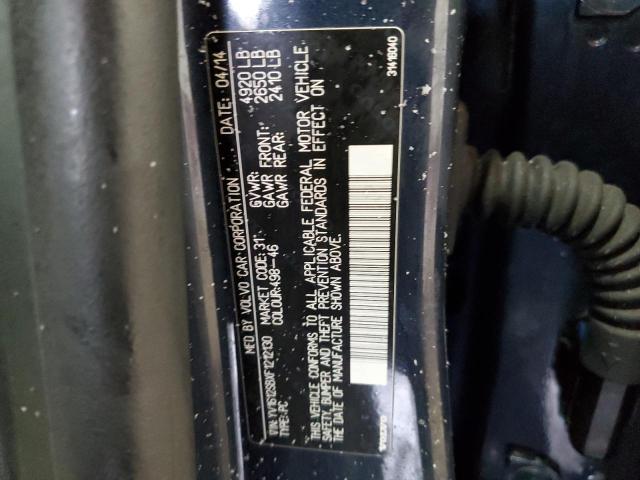 MFD BY VOLVO CAR CORPORATION DATE: 04/14
GVWR: 4920 LB
VIN: MARKET CODE: 31 GAWR FRONT: 2650 LB
TYPE: PC COLOUR: 498-46 GAWR REAR: 2410 LB
THIS VEHICLE CONFORMS TO ALL APPLICABLE FEDERAL MOTOR VEHICLE
SAFETY, BUMPER AND THEFT PREVENTION STANDARDS IN EFFECT ON
THE DATE OF MANUFACTURE SHOWN ABOVE.
31418040